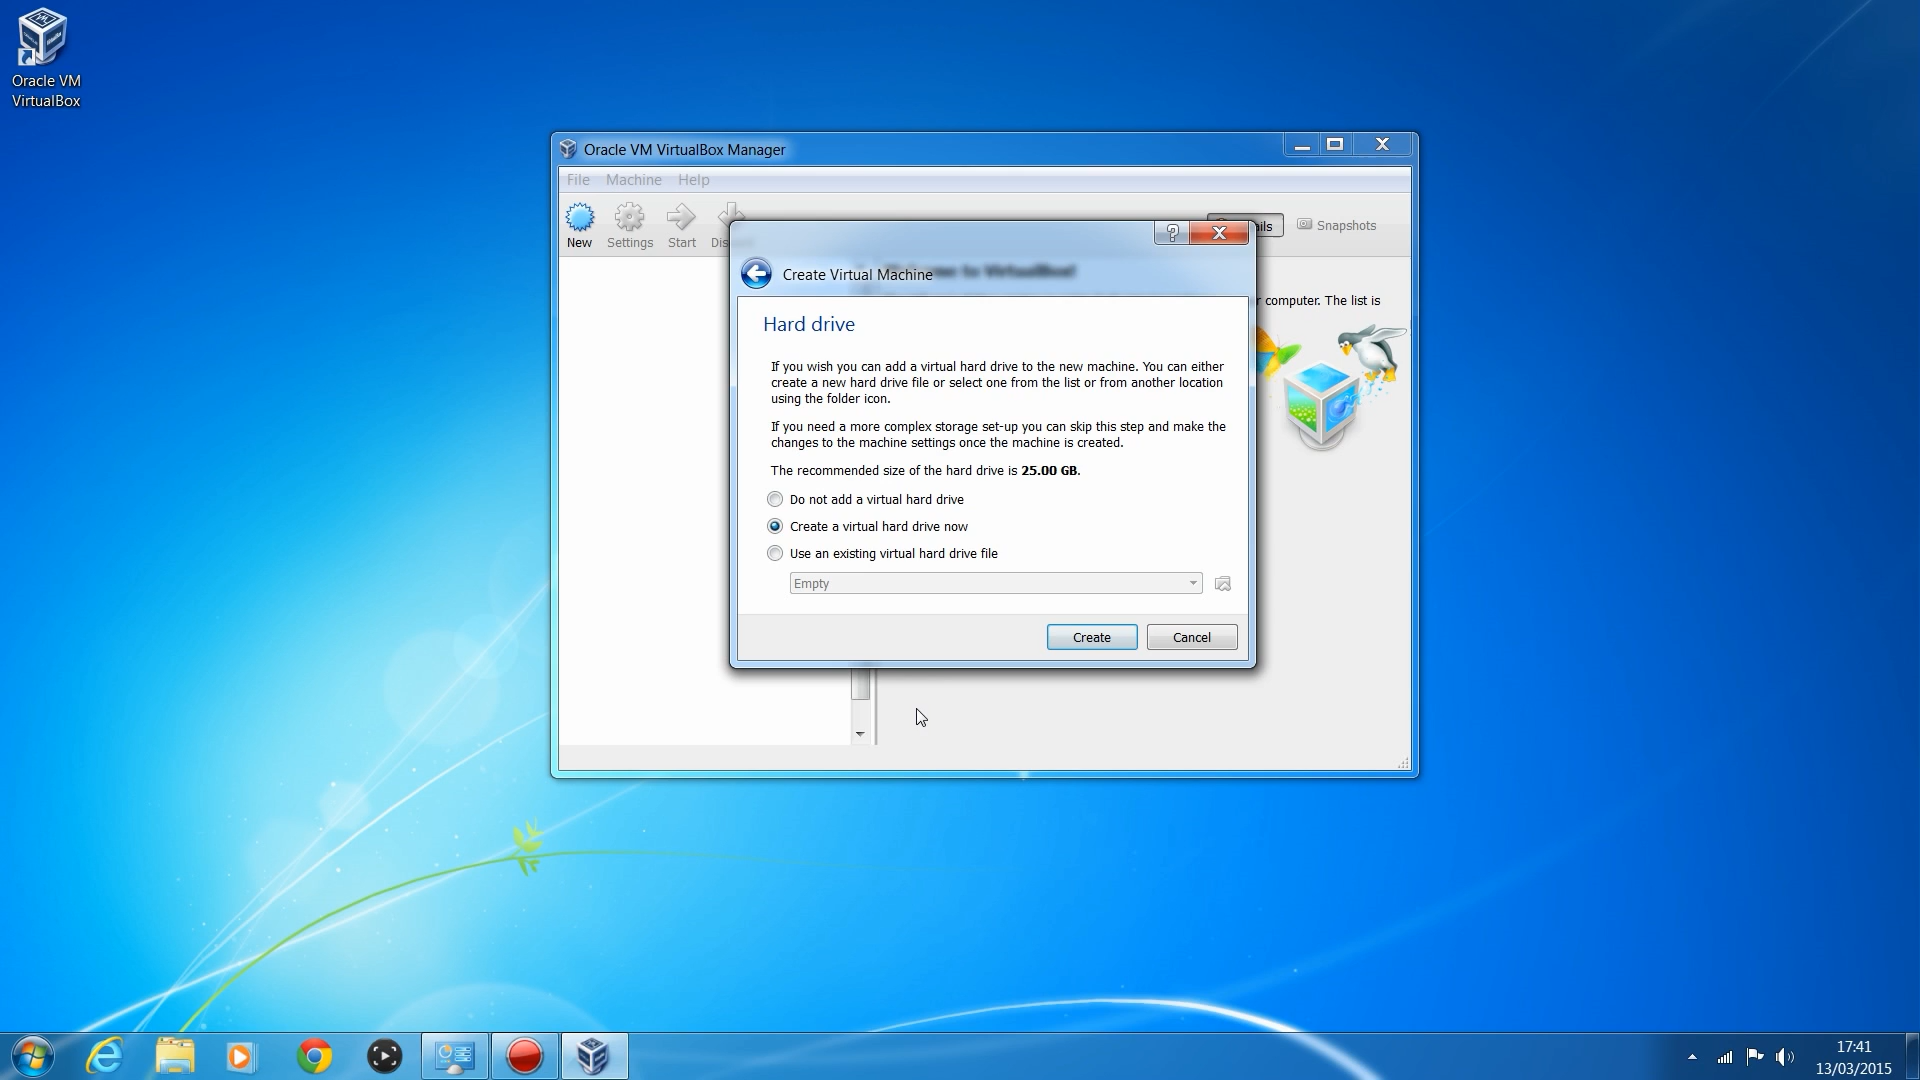 Oracle VM
VirtualBox
Oracle VM VirtualBox Manager
File Machine Help
New Settings Start
Snapshots
Create Virtual Machine
to VirtualBox!
computer. The list is
Hard drive
If you wish you can add a virtual hard drive to the new machine. You can either
create a new hard drive file or select one from the list or from another location
using the folder icon.
If you need a more complex storage set-up you can skip this step and make the
changes to the machine settings once the machine is created.
The recommended size of the hard drive is 25.00 GB.
Do not add a virtual hard drive
Create a virtual hard drive now
Use an existing virtual hard drive file
Empty
Create Cancel
17:41
13/03/2015